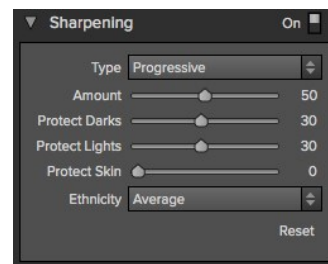 Sharpening On
Type Progressive
Amount 50
Protect Darks 30
Protect Lights 30
Protect Skin 0
Ethnicity Average
Reset